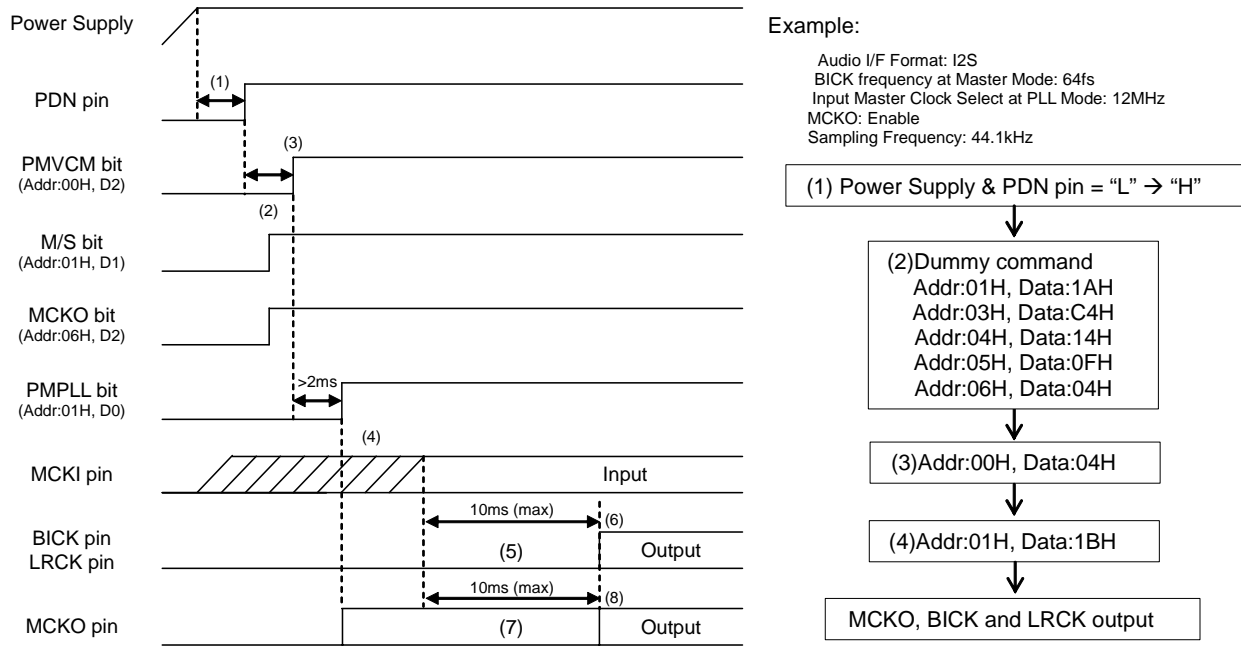 Power Supply
(1)
PDN pin
(3)
PMVCM bit
(Addr:00H, D2)
(2)
M/S bit
(Addr:01H, D1)
MCKO bit
(Addr:06H, D2)
>2ms
PMPLL bit
(Addr:01H, D0)
(4)
MCKI pin
Input
10ms (max)
(6)
BICK pin
LRCK pin
(5)
Output
10ms (max)
(8)
MCKO pin
(7)
Output
Example:
Audio I/F Format: I2S
BICK frequency at Master Mode: 64fs
Input Master Clock Select at PLL Mode: 12MHz
MCKO: Enable
Sampling Frequency: 44.1kHz
(1) Power Supply & PDN pin = “L” → “H”
(2)Dummy command
Addr:01H, Data:1AH
Addr:03H, Data:C4H
Addr:04H, Data:14H
Addr:05H, Data:0FH
Addr:06H, Data:04H
(3)Addr:00H, Data:04H
(4)Addr:01H, Data:1BH
MCKO, BICK and LRCK output